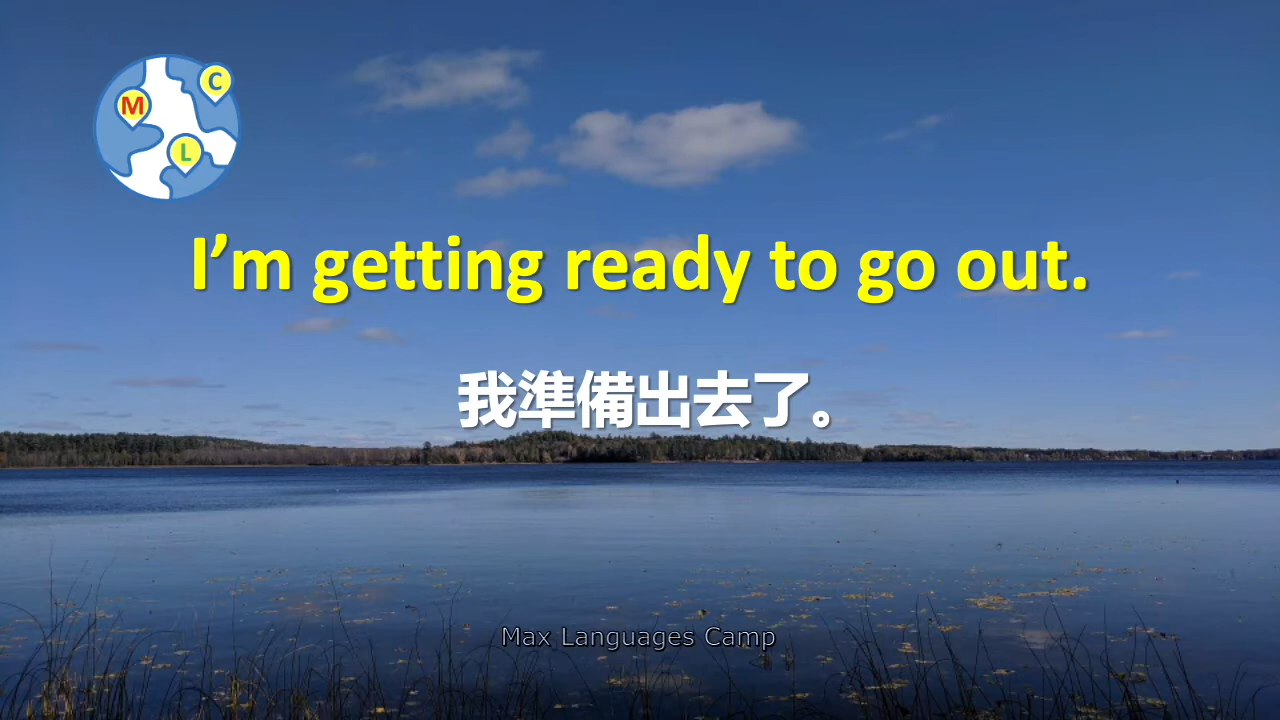 M
C
L
I’m getting ready to go out.
我準備出去了。
Max Languages Camp